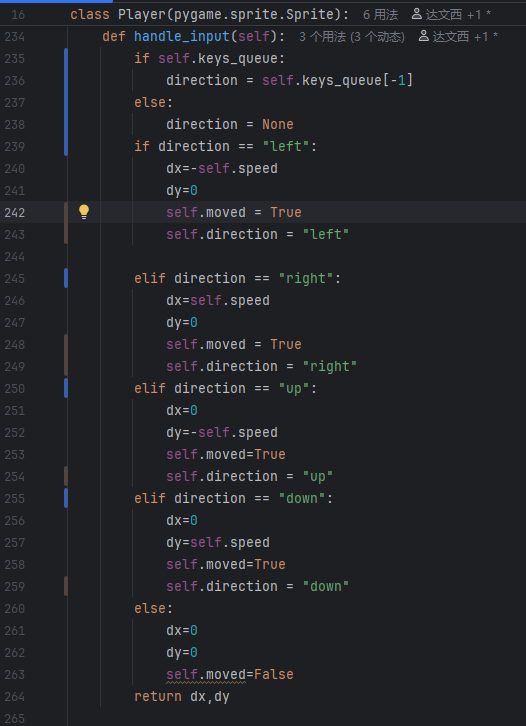 16 class Player(pygame.sprite.Sprite): 6 用法 达文西 +1 *
234 def handle_input(self): 3 个用法 (3 个动态) 达文西 +1 *
235 if self.keys_queue:
236 direction = self.keys_queue[-1]
237 else:
238 direction = None
239 if direction == "left":
240 dx=-self.speed
241 dy=0
242 self.moved = True
243 self.direction = "left"
244
245 elif direction == "right":
246 dx=self.speed
247 dy=0
248 self.moved = True
249 self.direction = "right"
250 elif direction == "up":
251 dx=0
252 dy=-self.speed
253 self.moved=True
254 self.direction = "up"
255 elif direction == "down":
256 dx=0
257 dy=self.speed
258 self.moved=True
259 self.direction = "down"
260 else:
261 dx=0
262 dy=0
263 self.moved=False
264 return dx,dy
265